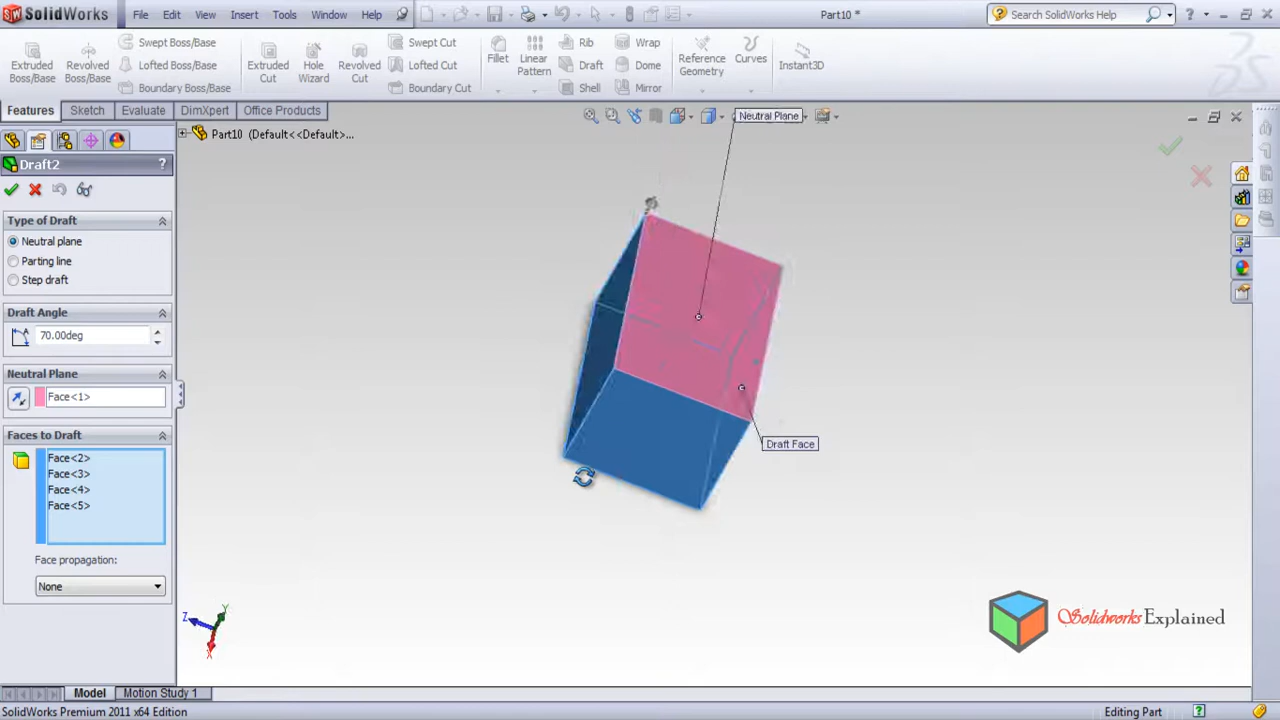 SolidWorks File Edit View Insert Tools Window Help Part10 * Search SolidWorks Help
Extruded Boss/Base
Revolved Boss/Base
Swept Boss/Base
Lofted Boss/Base
Boundary Boss/Base
Extruded Cut
Hole Wizard
Revolved Cut
Swept Cut
Lofted Cut
Boundary Cut
Fillet
Linear Pattern
Rib
Draft
Shell
Wrap
Dome
Mirror
Reference Geometry
Curves
Instant3D
Features Sketch Evaluate DimXpert Office Products
Part10 (Default<<Default>...
Neutral Plane
Draft2 ?
Type of Draft
Neutral plane
Parting line
Step draft
Draft Angle
70.00deg
Neutral Plane
Face<1>
Faces to Draft
Face<2>
Face<3>
Face<4>
Face<5>
Face propagation:
None
Draft Face
Z Y X
Solidworks Explained
Model Motion Study 1
SolidWorks Premium 2011 x64 Edition Editing Part